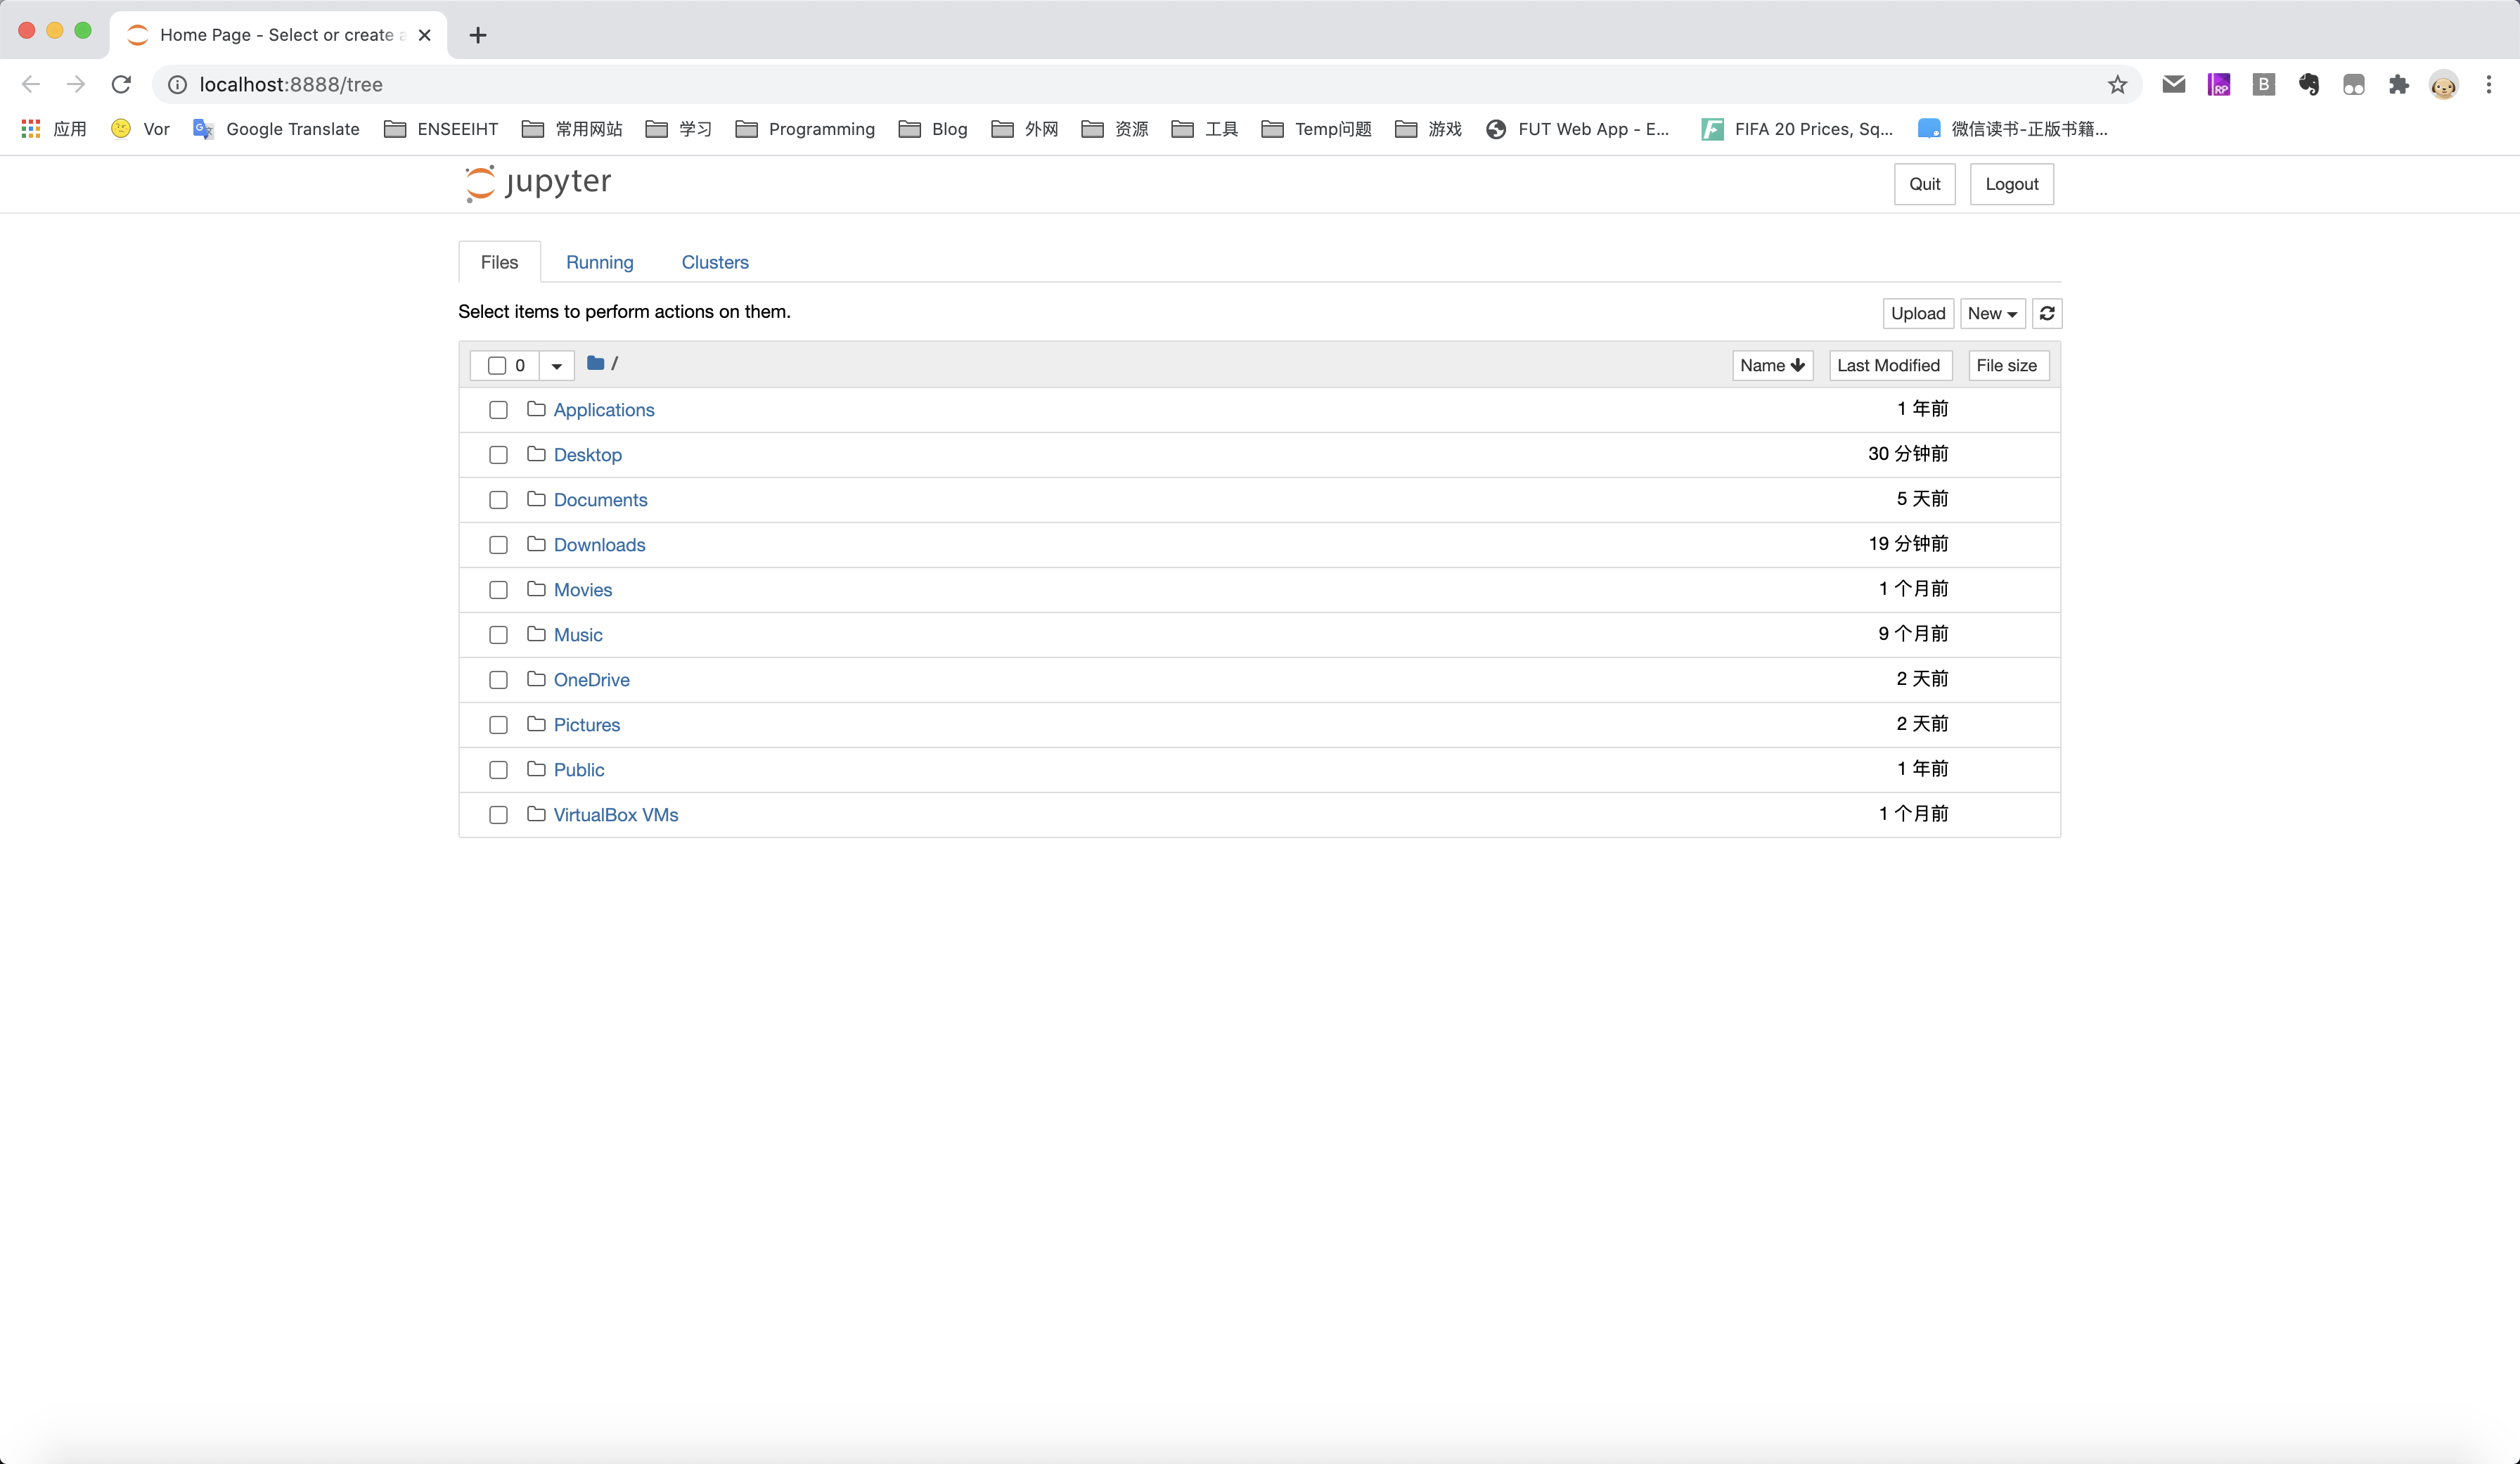 Home Page - Select or create a
localhost:8888/tree
应用 Vor Google Translate ENSEEIHT 常用网站 学习 Programming Blog 外网 资源 工具 Temp问题 游戏 FUT Web App - E... FIFA 20 Prices, Sq... 微信读书-正版书籍...
jupyter Quit Logout
Files Running Clusters
Select items to perform actions on them. Upload New
0 / Name Last Modified File size
Applications 1 年前
Desktop 30 分钟前
Documents 5 天前
Downloads 19 分钟前
Movies 1 个月前
Music 9 个月前
OneDrive 2 天前
Pictures 2 天前
Public 1 年前
VirtualBox VMs 1 个月前